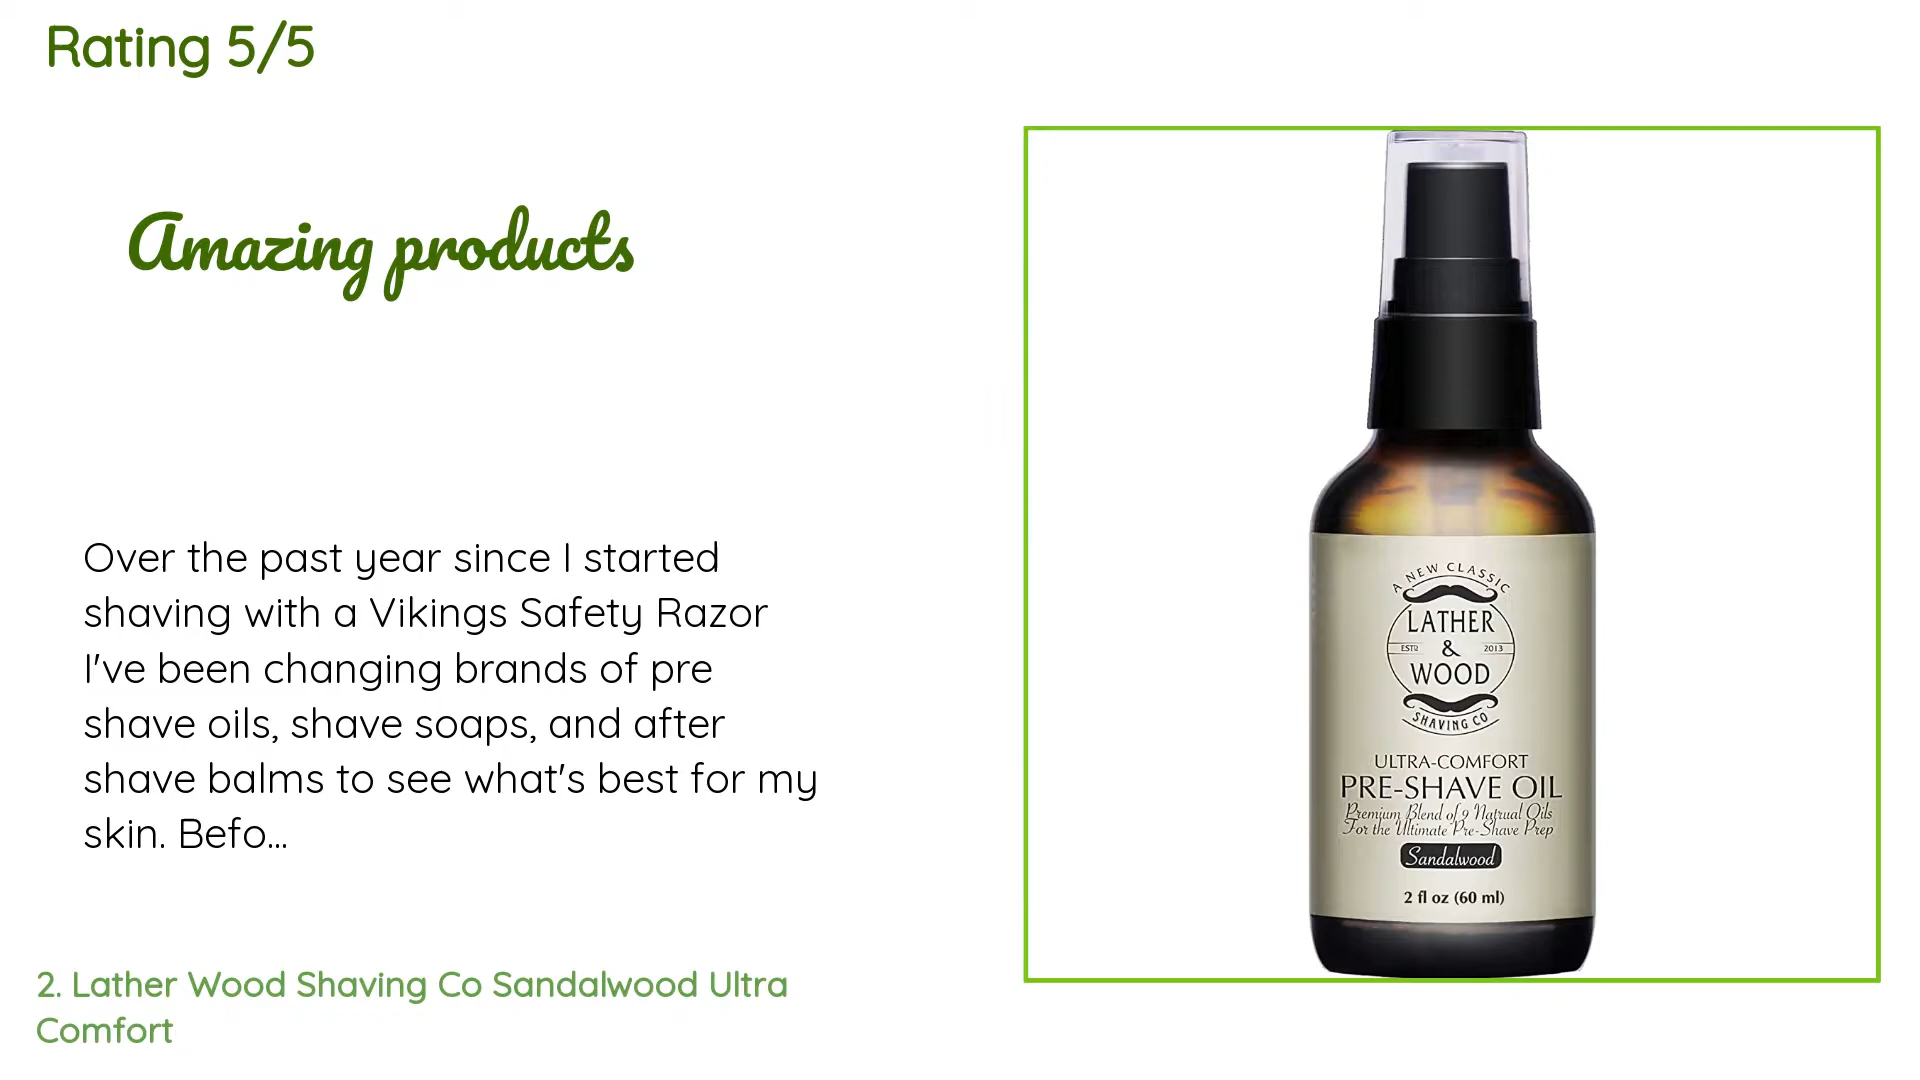 Rating 5/5
Amazing products
Over the past year since I started
shaving with a Vikings Safety Razor
I've been changing brands of pre
shave oils, shave soaps, and after
shave balms to see what's best for my
skin. Befo...
2. Lather Wood Shaving Co Sandalwood Ultra
Comfort
A NEW CLASSIC
LATHER
ESTD & 2013
WOOD
SHAVING CO
ULTRA-COMFORT
PRE-SHAVE OIL
Premium Blend of 9 Natrual Oils
For the Ultimate Pre-Shave Prep
Sandalwood
2 fl oz (60 ml)